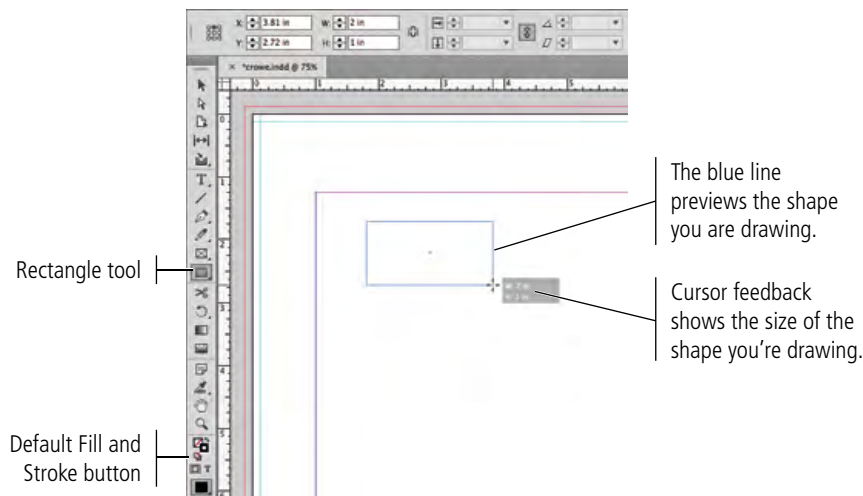 X: 3.81 in W: 2 in
Y: 2.72 in H: 1 in
× *crowe.indd @ 75%
0 1 2 3 4 5
0
1
2
3
4
5
The blue line
previews the shape
you are drawing.
Rectangle tool
Cursor feedback
shows the size of the
shape you're drawing.
Default Fill and
Stroke button